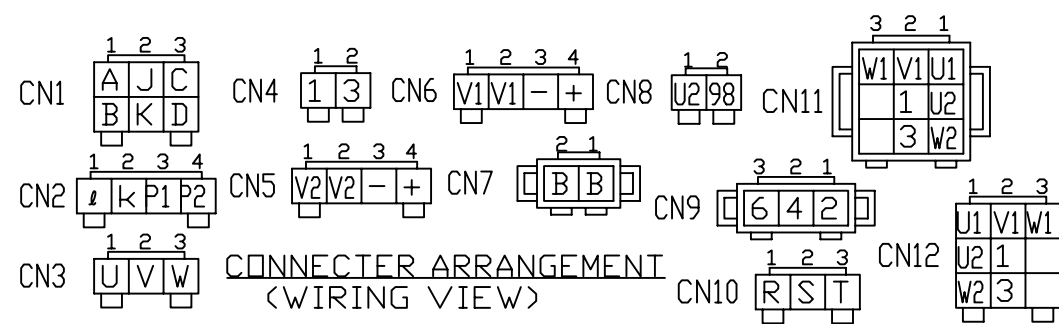 CN1
1 2 3
A J C
B K D
CN2
1 2 3 4
ℓ k P1 P2
CN3
1 2 3
U V W
CN4
1 2
1 3
CN5
1 2 3 4
V2 V2 − +
CN6
1 2 3 4
V1 V1 − +
CN7
2 1
B B
CN8
1 2
U2 98
CN9
3 2 1
6 4 2
CN10
1 2 3
R S T
CN11
3 2 1
W1 V1 U1
1 U2
3 W2
CN12
1 2 3
U1 V1 W1
U2 1
W2 3
CONNECTER ARRANGEMENT
(WIRING VIEW)